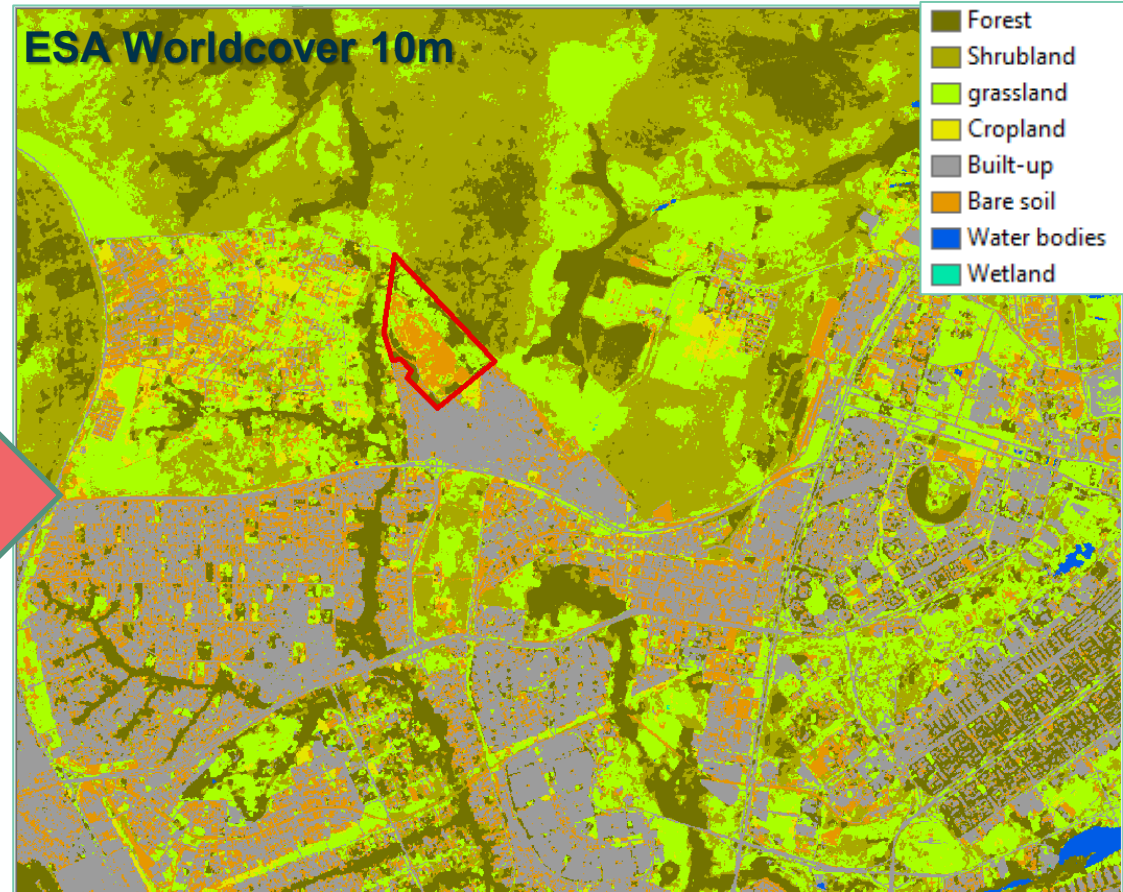 ESA Worldcover 10m
Forest
Shrubland
grassland
Cropland
Built-up
Bare soil
Water bodies
Wetland